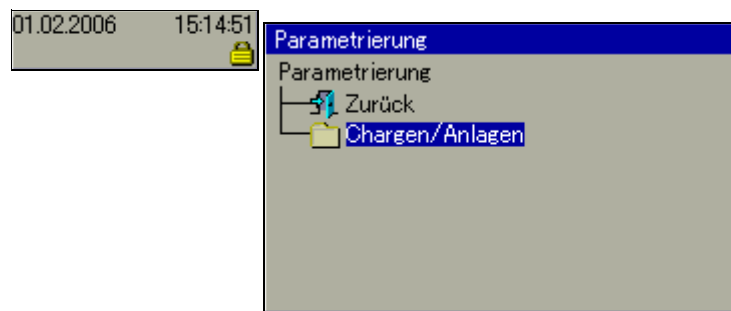 01.02.2006 15:14:51
Parametrierung
Parametrierung
Zurück
Chargen/Anlagen